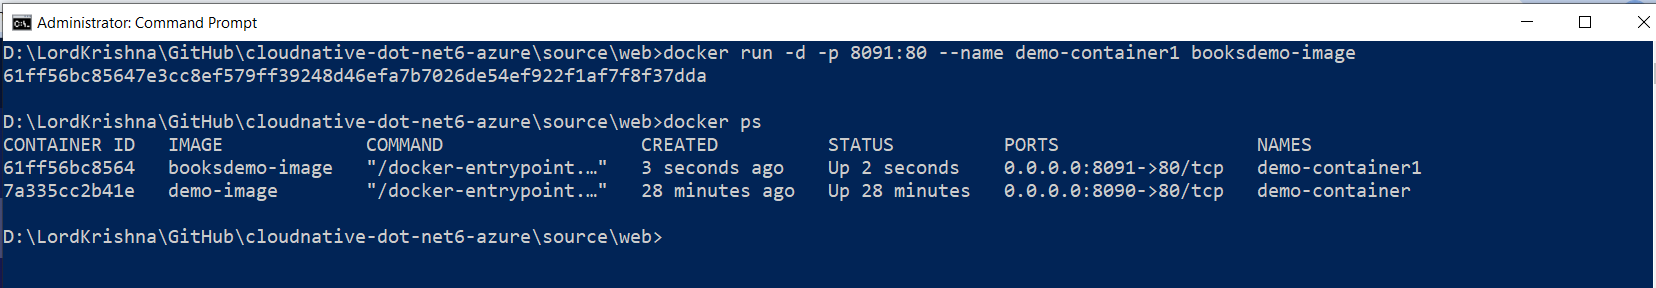 Administrator: Command Prompt
D:\LordKrishna\GitHub\cloudnative-dot-net6-azure\source\web>docker run -d -p 8091:80 --name demo-container1 booksdemo-image
61ff56bc85647e3cc8ef579ff39248d46efa7b7026de54ef922f1af7f8f37dda
D:\LordKrishna\GitHub\cloudnative-dot-net6-azure\source\web>docker ps
CONTAINER ID   IMAGE             COMMAND                  CREATED          STATUS          PORTS                  NAMES
61ff56bc8564   booksdemo-image   "/docker-entrypoint.…"   3 seconds ago    Up 2 seconds    0.0.0.0:8091->80/tcp   demo-container1
7a335cc2b41e   demo-image        "/docker-entrypoint.…"   28 minutes ago   Up 28 minutes   0.0.0.0:8090->80/tcp   demo-container
D:\LordKrishna\GitHub\cloudnative-dot-net6-azure\source\web>